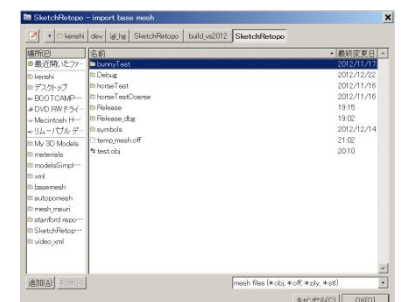 SketchRetopo - import base mesh
kenshi dev igl_hg SketchRetopo build_vs2012 SketchRetopo
場所(P)
最近開いたファ…
kenshi
デスクトップ
BOOTCAMP…
DVD RWドライ…
Macintosh H…
リムーバブル デ…
My 3D Models
materials
modelsSimpl…
xml
basemesh
autopomesh
mesh_mauri
stanford repo…
SketchRetop…
video_xml
名前 最終変更日
bunnyTest 2012/11/17
Debug 2012/12/22
horseTest 2012/11/16
horseTestCoarse 2012/11/16
Release 19:15
Release_dbg 19:02
symbols 2012/12/14
temp_mesh.off 21:02
test.obj 20:10
追加(A)
mesh files (*.obj, *.off, *.ply, *.stl)
キャンセル(C) OK(O)